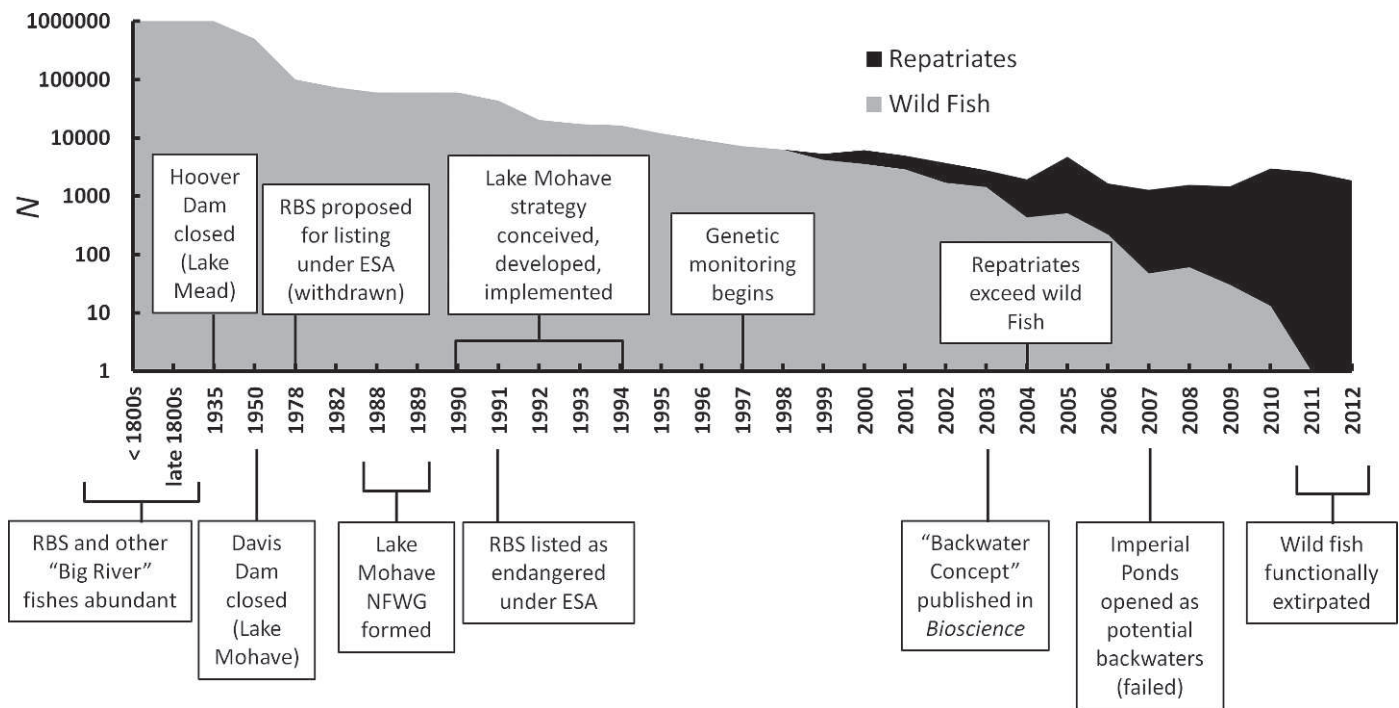 1000000
100000
10000
1000
100
10
1
N
Repatriates
Wild Fish
Hoover
Dam
closed
(Lake
Mead)
RBS proposed
for listing
under ESA
(withdrawn)
Lake Mohave
strategy
conceived,
developed,
implemented
Genetic
monitoring
begins
Repatriates
exceed wild
Fish
< 1800s
late 1800s
1935
1950
1978
1982
1988
1989
1990
1991
1992
1993
1994
1995
1996
1997
1998
1999
2000
2001
2002
2003
2004
2005
2006
2007
2008
2009
2010
2011
2012
RBS and other
“Big River”
fishes abundant
Davis
Dam
closed
(Lake
Mohave)
Lake
Mohave
NFWG
formed
RBS listed as
endangered
under ESA
“Backwater
Concept”
published in
Bioscience
Imperial
Ponds
opened as
potential
backwaters
(failed)
Wild fish
functionally
extirpated